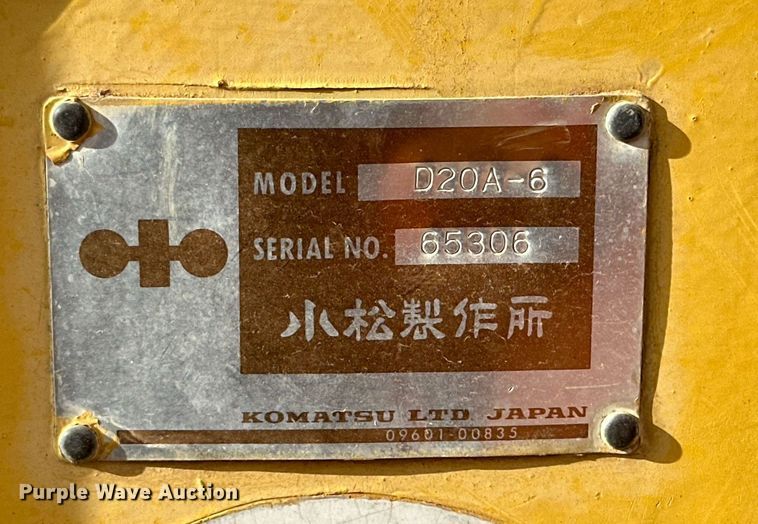 MODEL D20A-6
SERIAL NO. 65306
小松製作所
KOMATSU LTD JAPAN
09601-00835
Purple Wave Auction